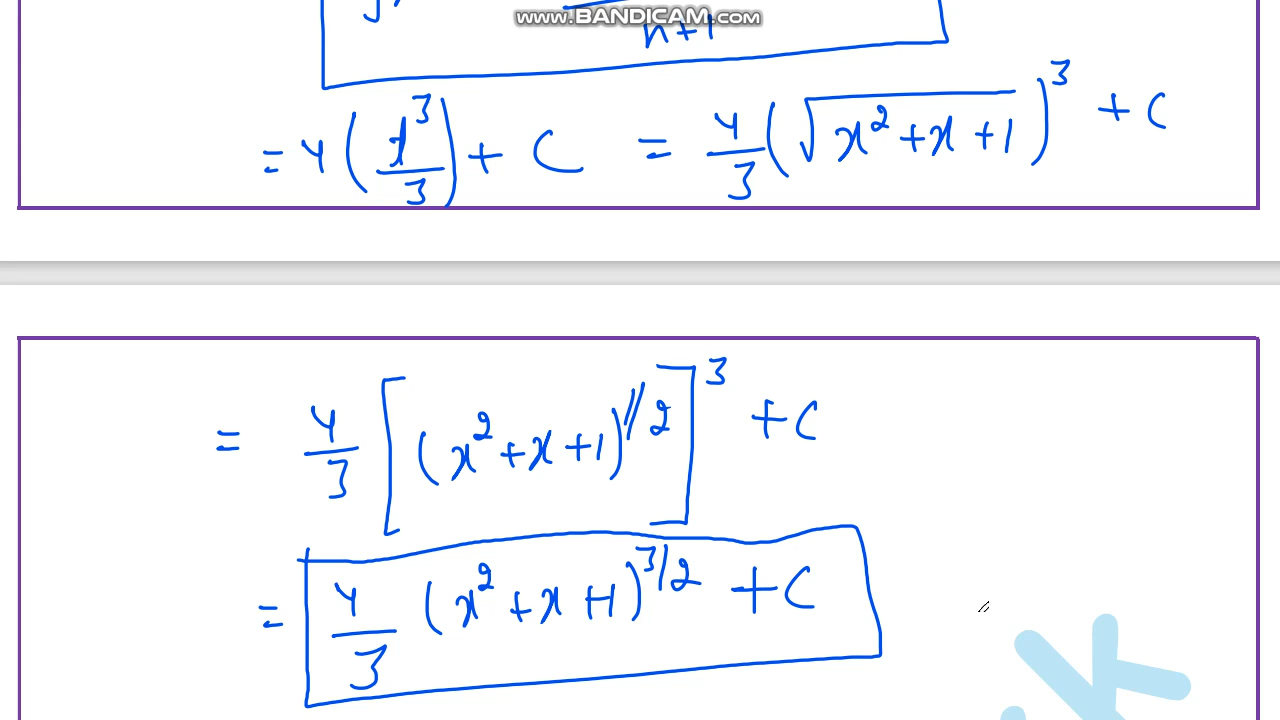 www.BANDICAM.com
n+1
= 4 (t^3/3) + C = 4/3 (√x^2+x+1)^3 + C
= 4/3 [(x^2+x+1)^1/2]^3 + C
= 4/3 (x^2+x+1)^3/2 + C